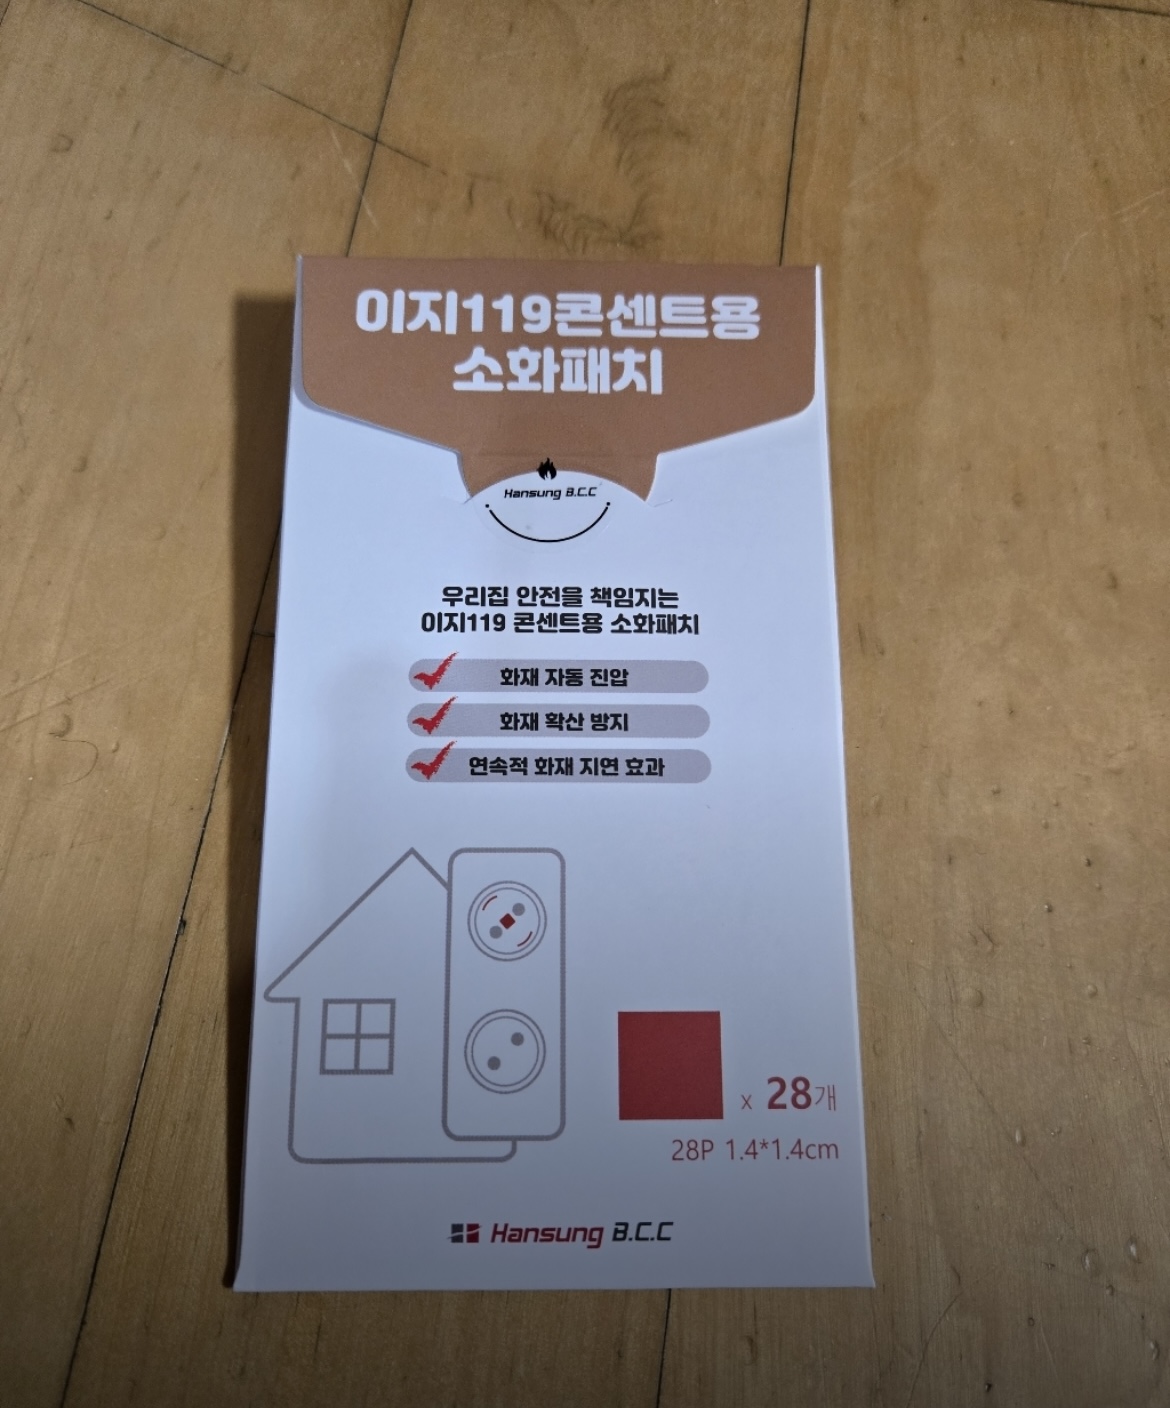 이지119콘센트용
소화패치
Hansung B.C.C
우리집 안전을 책임지는
이지119 콘센트용 소화패치
화재 자동 진압
화재 확산 방지
연속적 화재 지연 효과
x 28개
28P 1.4*1.4cm
Hansung B.C.C